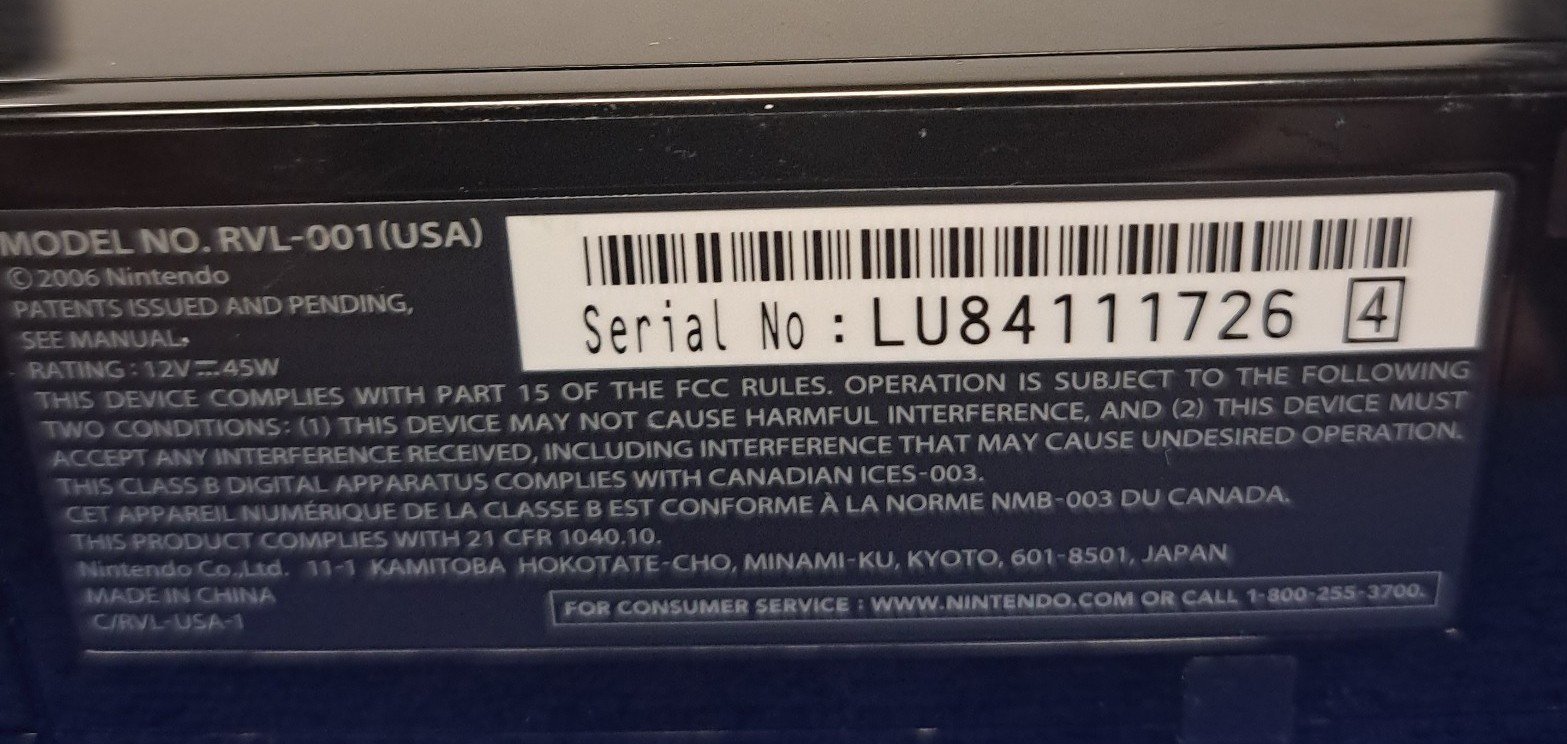 MODEL NO. RVL-001(USA)
© 2006 Nintendo
PATENTS ISSUED AND PENDING,
SEE MANUAL.
RATING : 12V⎓45W
Serial No : LU84111726 4
THIS DEVICE COMPLIES WITH PART 15 OF THE FCC RULES. OPERATION IS SUBJECT TO THE FOLLOWING
TWO CONDITIONS: (1) THIS DEVICE MAY NOT CAUSE HARMFUL INTERFERENCE, AND (2) THIS DEVICE MUST
ACCEPT ANY INTERFERENCE RECEIVED, INCLUDING INTERFERENCE THAT MAY CAUSE UNDESIRED OPERATION.
THIS CLASS B DIGITAL APPARATUS COMPLIES WITH CANADIAN ICES-003.
CET APPAREIL NUMÉRIQUE DE LA CLASSE B EST CONFORME À LA NORME NMB-003 DU CANADA.
THIS PRODUCT COMPLIES WITH 21 CFR 1040.10.
Nintendo Co.,Ltd. 11-1 KAMITOBA HOKOTATE-CHO, MINAMI-KU, KYOTO, 601-8501, JAPAN
MADE IN CHINA
C/RVL-USA-1
FOR CONSUMER SERVICE : WWW.NINTENDO.COM OR CALL 1-800-255-3700.